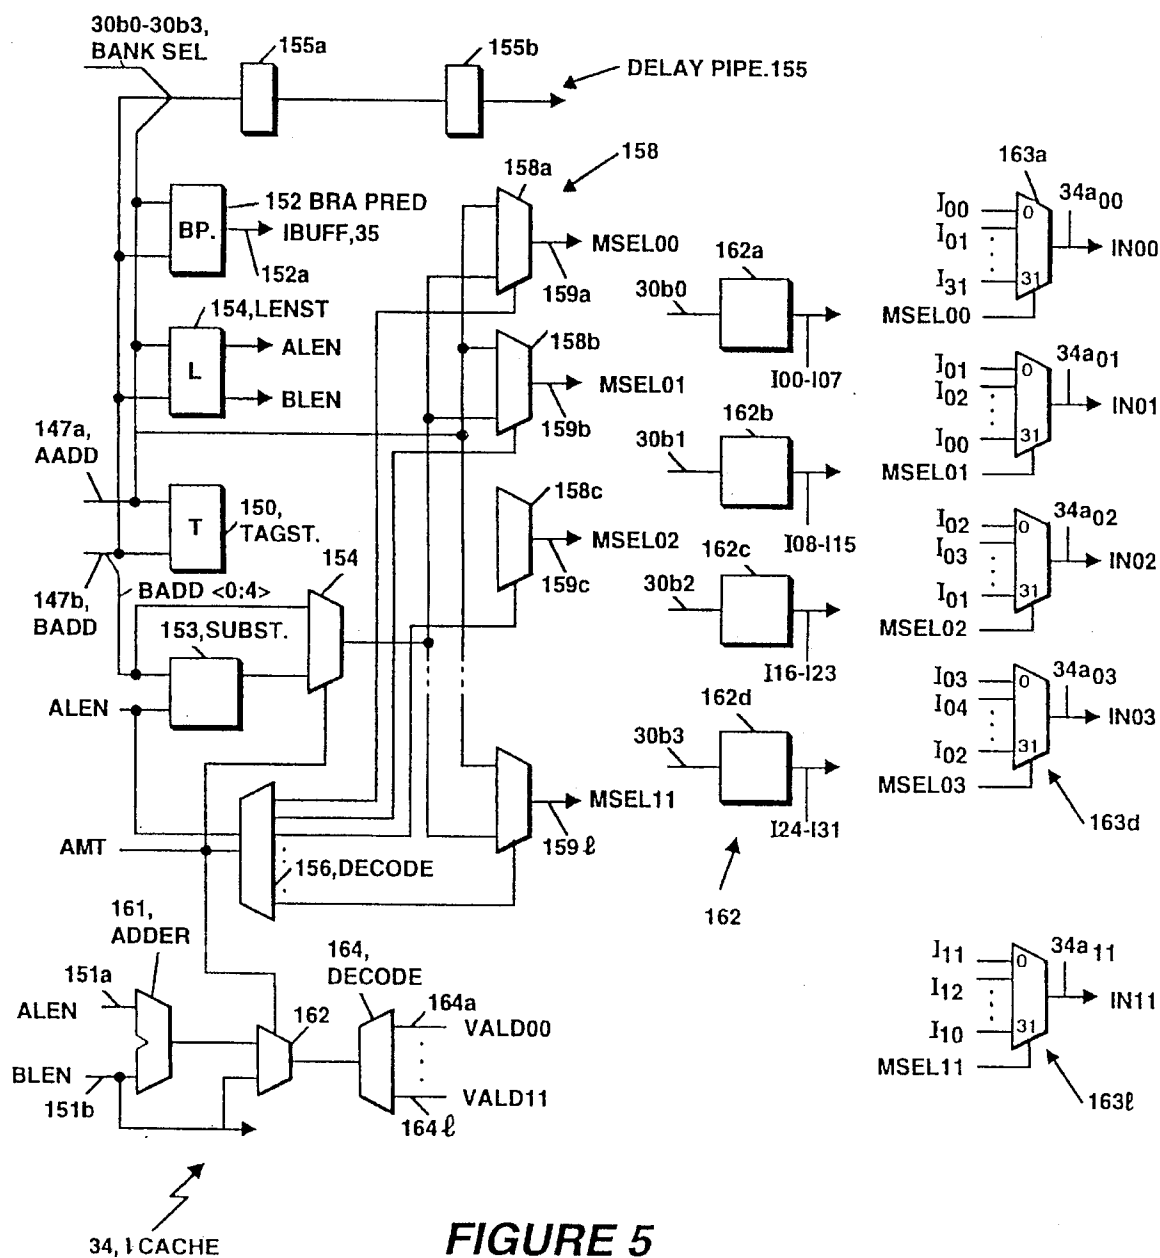 30b0-30b3,
BANK SEL
155a
155b
DELAY PIPE.155
158a
158
163a
152 BRA PRED
BP.
IBUFF,35
152a
MSEL00
159a
162a
30b0
I00-I07
I00
I01
I31
0
31
34a00
IN00
MSEL00
154,LENST
L
ALEN
BLEN
158b
MSEL01
159b
162b
30b1
I08-I15
I01
I02
I00
0
31
34a01
IN01
MSEL01
147a,
AADD
T
150,
TAGST.
158c
MSEL02
159c
162c
30b2
I16-I23
I02
I03
I01
0
31
34a02
IN02
MSEL02
147b,
BADD
BADD <0:4>
154
153,SUBST.
ALEN
162d
30b3
I24-I31
I03
I04
I02
0
31
34a03
IN03
MSEL03
163d
MSEL11
159ℓ
AMT
156,DECODE
162
161,
ADDER
151a
ALEN
BLEN
151b
162
164,
DECODE
164a
VALD00
VALD11
164ℓ
I11
I12
I10
0
31
34a11
IN11
MSEL11
163ℓ
34, I CACHE
FIGURE 5